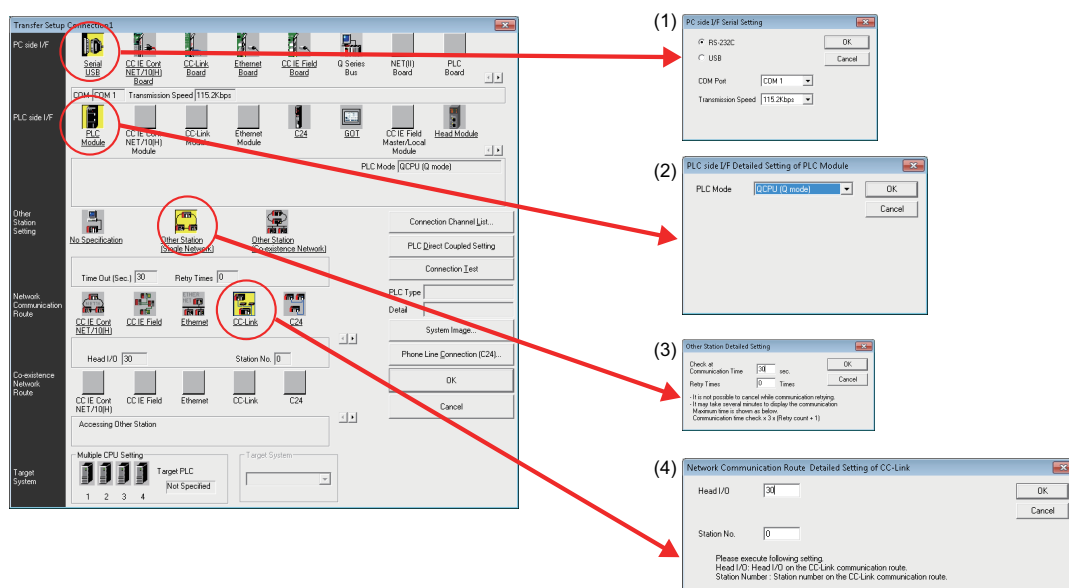 Transfer Setup Connection1
PC side I/F
Serial
USB
CC IE Cont
NET/10(H)
Board
CC-Link
Board
Ethernet
Board
CC IE Field
Board
Q Series
Bus
NET(II)
Board
PLC
Board
COM COM 1 Transmission Speed 115.2Kbps
PLC side I/F
PLC
Module
CC IE Cont
NET/10(H)
Module
CC-Link
Module
Ethernet
Module
C24
GOT
CC IE Field
Master/Local
Module
Head Module
PLC Mode QCPU (Q mode)
Other
Station
Setting
No Specification
Other Station
(Single Network)
Other Station
(Co-existence Network)
Time Out (Sec.) 30 Retry Times 0
Connection Channel List...
PLC Direct Coupled Setting
Connection Test
PLC Type
Detail
System Image...
Phone Line Connection (C24)...
OK
Cancel
Network
Communication
Route
CC IE Cont
NET/10(H)
CC IE Field
Ethernet
CC-Link
C24
Head I/O 30 Station No. 0
Co-existence
Network
Route
CC IE Cont
NET/10(H)
CC IE Field
Ethernet
CC-Link
C24
Accessing Other Station
Target
System
Multiple CPU Setting
1 2 3 4
Target PLC
Not Specified
Target System
(1)
PC side I/F Serial Setting
RS-232C
USB
OK
Cancel
COM Port COM 1
Transmission Speed 115.2Kbps
(2)
PLC side I/F Detailed Setting of PLC Module
PLC Mode QCPU (Q mode)
OK
Cancel
(3)
Other Station Detailed Setting
Check at
Communication Time 30 sec.
Retry Times 0 Times
OK
Cancel
- It is not possible to cancel while communication retrying.
- It may take several minutes to display the communication
Maximum time is shown as below.
Communication time check x 3 x (Retry count + 1)
(4)
Network Communication Route Detailed Setting of CC-Link
Head I/O 30
OK
Cancel
Station No. 0
Please execute following setting.
Head I/O: Head I/O on the CC-Link communication route.
Station Number : Station number on the CC-Link communication route.